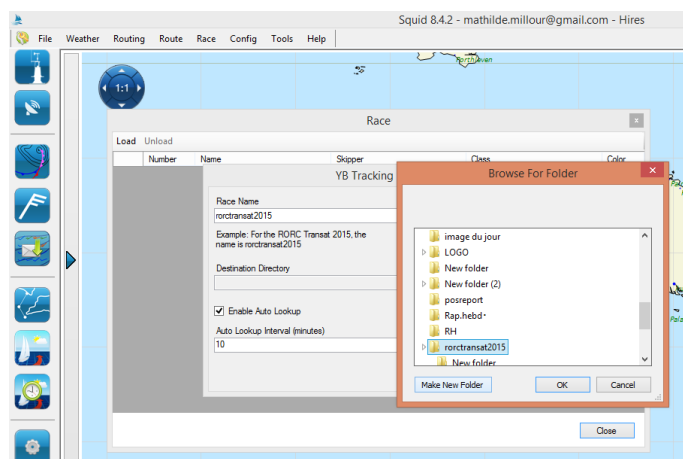 Squid 8.4.2 - mathilde.millour@gmail.com - Hires
File Weather Routing Route Race Config Tools Help
Porthleven
1:1
Race
x
Load Unload
Number Name Skipper Class Color
YB Tracking
Race Name
rorctransat2015
Example: For the RORC Transat 2015, the
name is rorctransat2015
Destination Directory
Enable Auto Lookup
Auto Lookup Interval (minutes)
10
Browse For Folder
image du jour
LOGO
New folder
New folder (2)
posreport
Rap.hebd·
RH
rorctransat2015
New folder
Make New Folder OK Cancel
Close